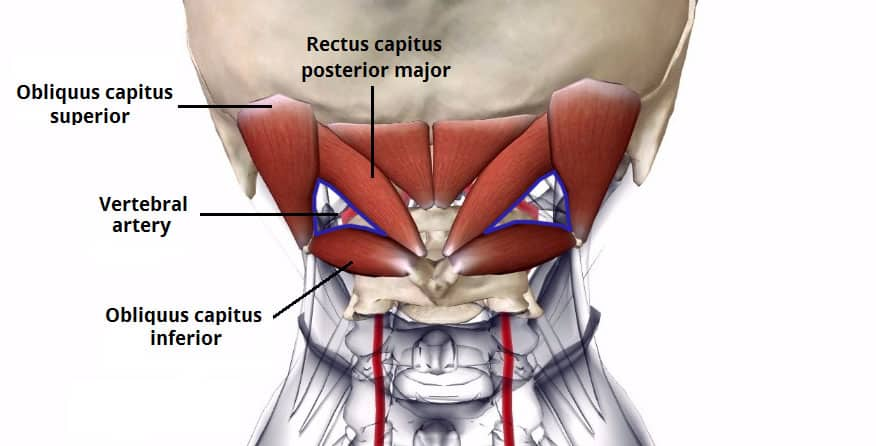 Rectus capitus
posterior major
Obliquus capitus
superior
Vertebral
artery
Obliquus capitus
inferior